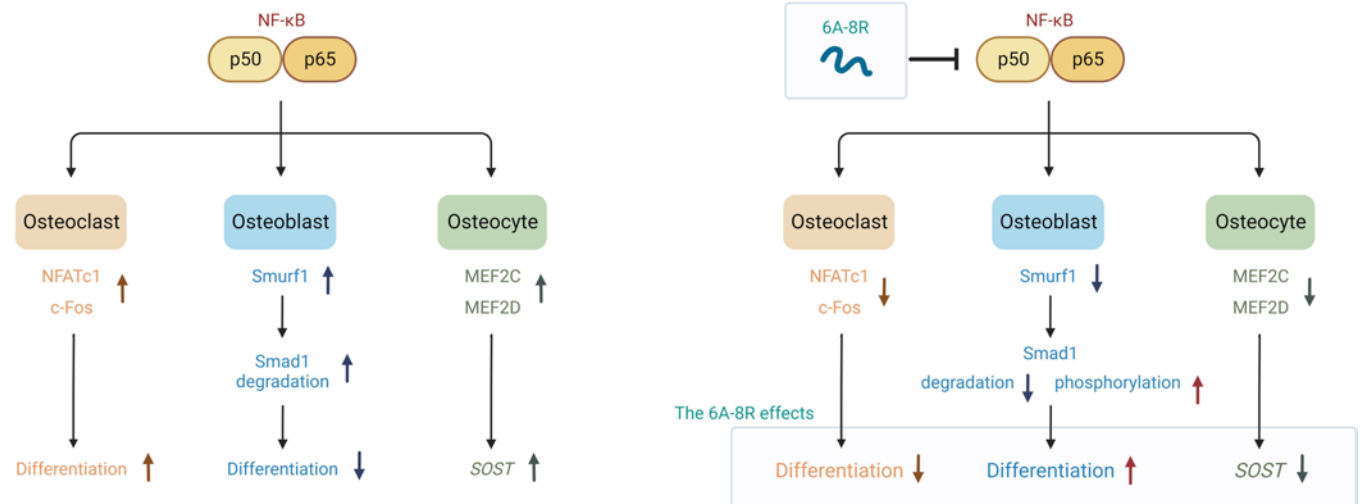 NF-κB
p50 p65
Osteoclast
Osteoblast
Osteocyte
NFATc1
c-Fos
Smurf1
MEF2C
MEF2D
Smad1
degradation
Differentiation
Differentiation
SOST
6A-8R
NF-κB
p50 p65
Osteoclast
Osteoblast
Osteocyte
NFATc1
c-Fos
Smurf1
MEF2C
MEF2D
Smad1
degradation phosphorylation
The 6A-8R effects
Differentiation
Differentiation
SOST